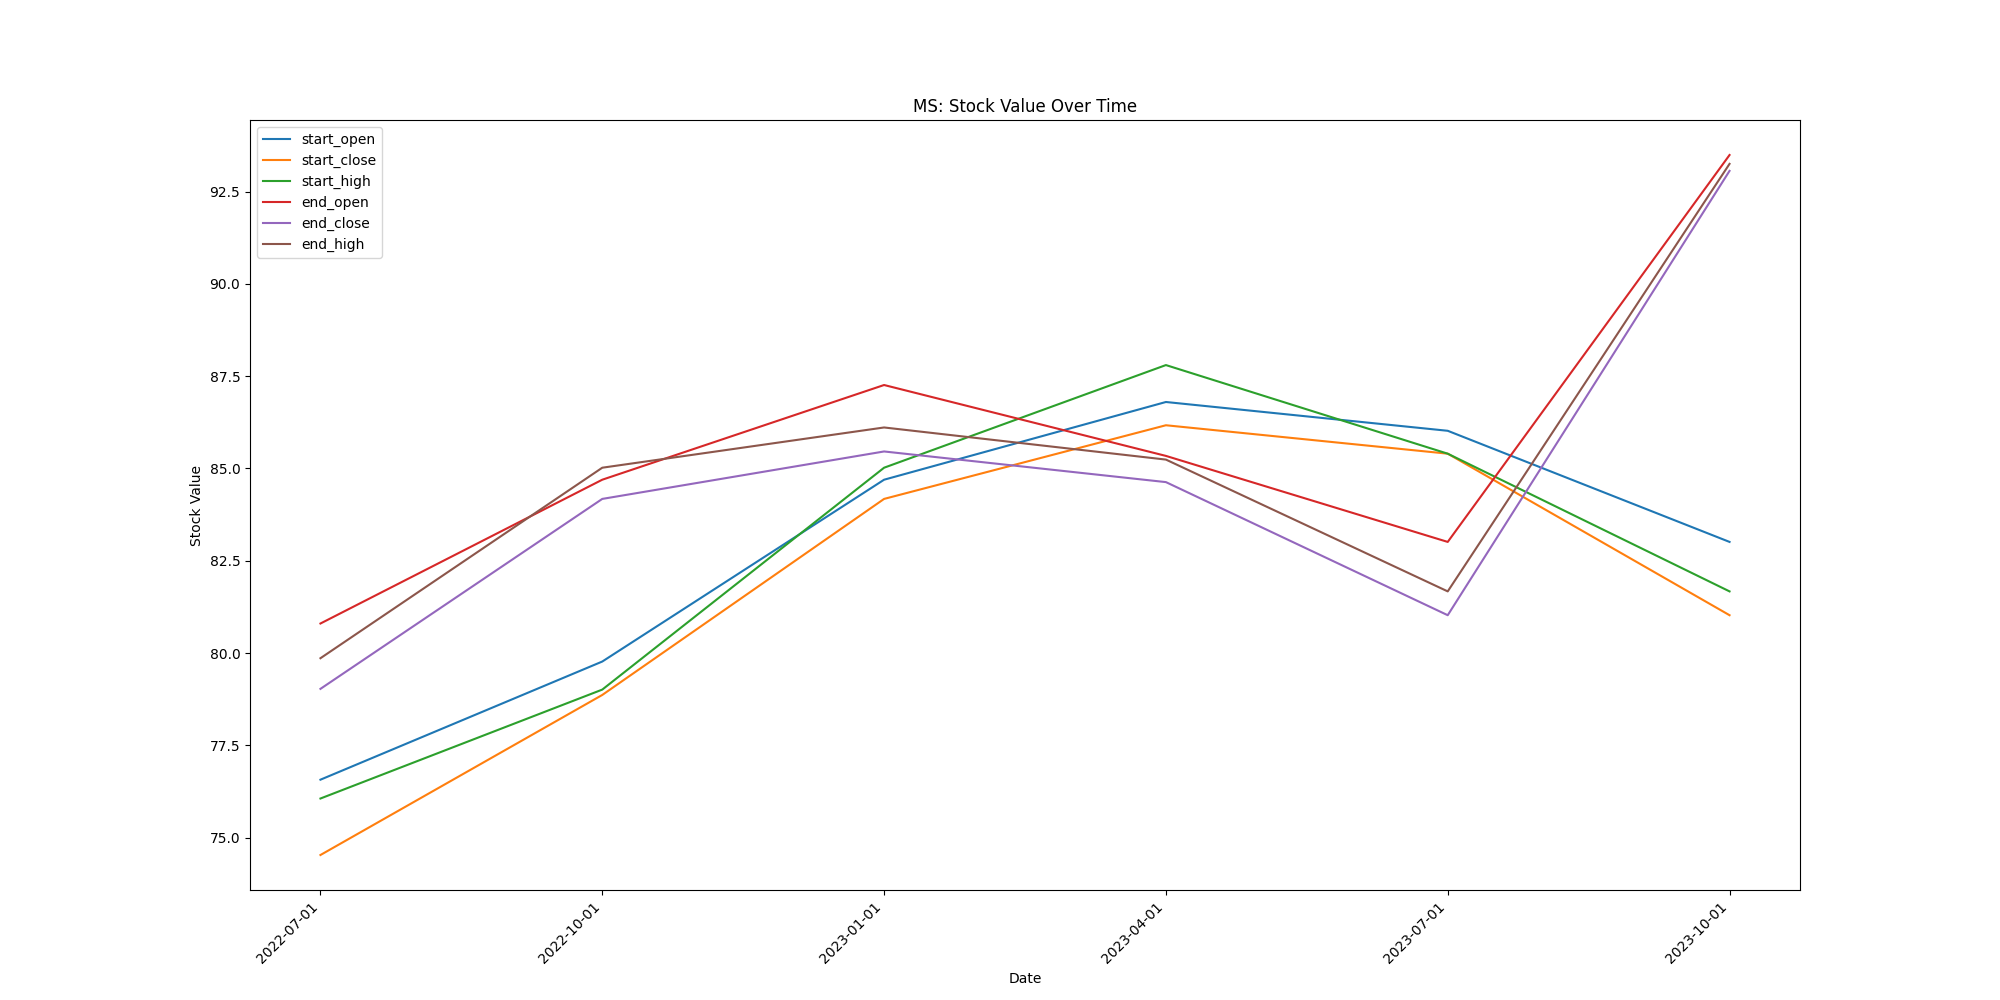 MS: Stock Value Over Time
start_open
start_close
start_high
end_open
end_close
end_high
92.5
90.0
87.5
85.0
82.5
80.0
77.5
75.0
Stock Value
2022-07-01
2022-10-01
2023-01-01
2023-04-01
2023-07-01
2023-10-01
Date